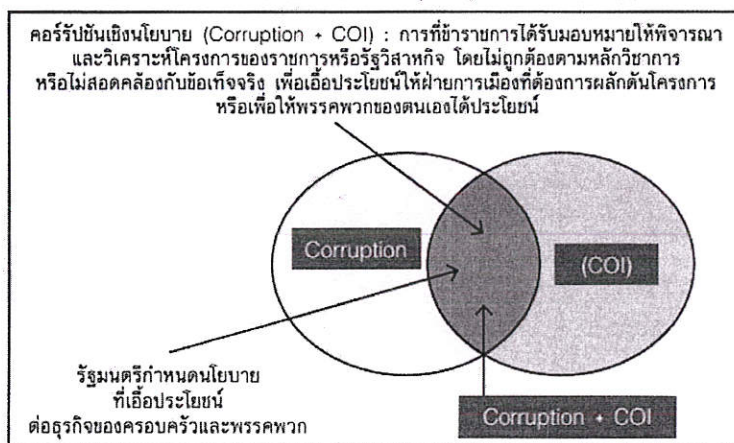 คอร์รัปชันเชิงนโยบาย (Corruption + COI) : การที่ข้าราชการได้รับมอบหมายให้พิจารณา
และวิเคราะห์โครงการของราชการหรือรัฐวิสาหกิจ โดยไม่ถูกต้องตามหลักวิชาการ
หรือไม่สอดคล้องกับข้อเท็จจริง เพื่อเอื้อประโยชน์ให้ฝ่ายการเมืองที่ต้องการผลักดันโครงการ
หรือเพื่อให้พรรคพวกของตนเองได้ประโยชน์
Corruption
(COI)
รัฐมนตรีกำหนดนโยบาย
ที่เอื้อประโยชน์
ต่อธุรกิจของครอบครัวและพรรคพวก
Corruption + COI